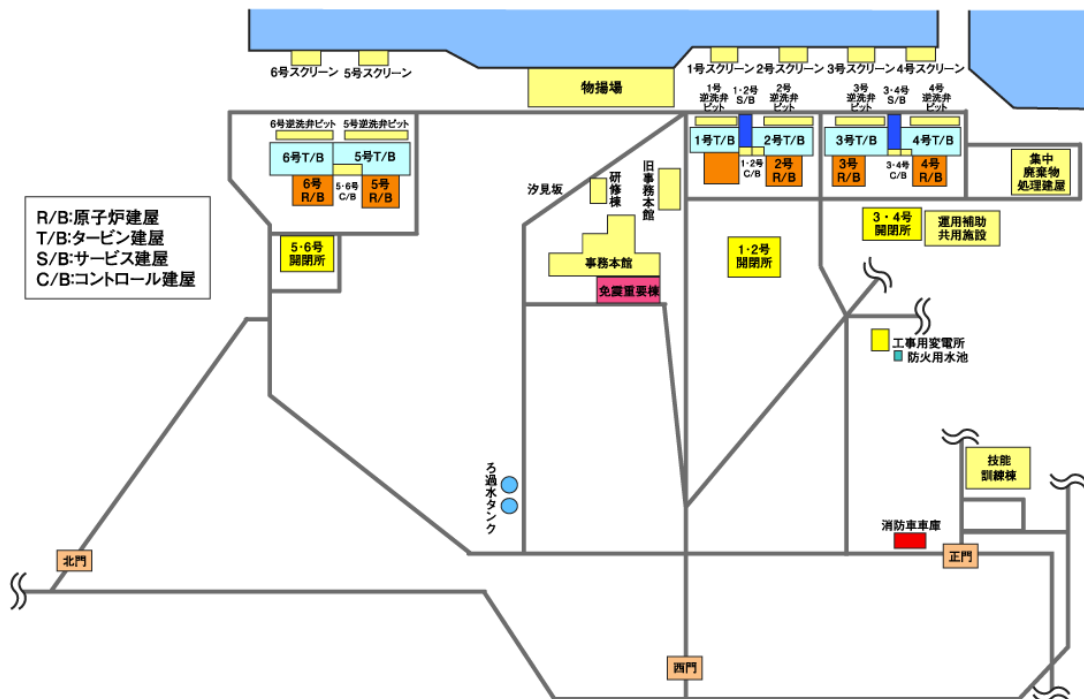 6号スクリーン
5号スクリーン
物揚場
1号スクリーン
2号スクリーン
3号スクリーン
4号スクリーン
6号逆洗弁ピット
5号逆洗弁ピット
1号
逆洗弁
ピット
1・2号
S/B
2号
逆洗弁
ピット
3号
逆洗弁
ピット
3・4号
S/B
4号
逆洗弁
ピット
6号T/B
5号T/B
1号T/B
2号T/B
3号T/B
4号T/B
6号
R/B
5・6号
C/B
5号
R/B
1・2号
C/B
2号
R/B
3号
R/B
3・4号
C/B
4号
R/B
集中
廃棄物
処理建屋
汐見坂
研修棟
旧事務本館
R/B:原子炉建屋
T/B:タービン建屋
S/B:サービス建屋
C/B:コントロール建屋
5・6号
開閉所
事務本館
免震重要棟
1・2号
開閉所
3・4号
開閉所
運用補助
共用施設
工事用変電所
防火用水池
ろ過水タンク
技能
訓練棟
消防車車庫
北門
正門
西門